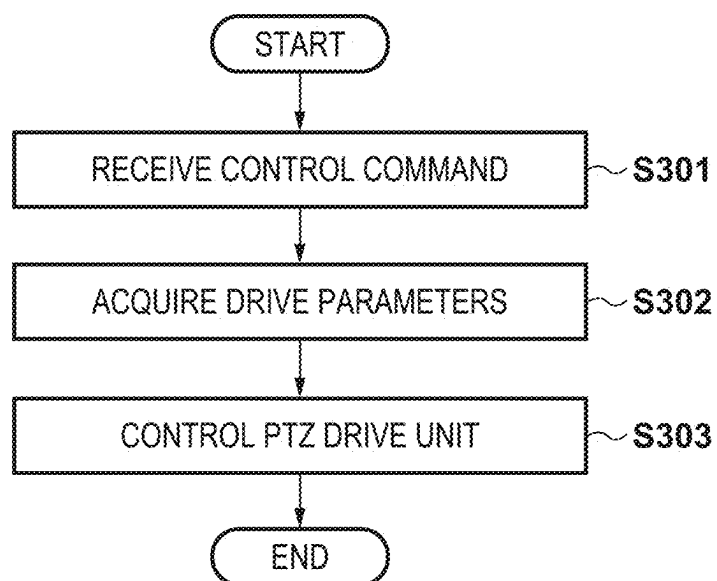 START
RECEIVE CONTROL COMMAND S301
ACQUIRE DRIVE PARAMETERS S302
CONTROL PTZ DRIVE UNIT S303
END